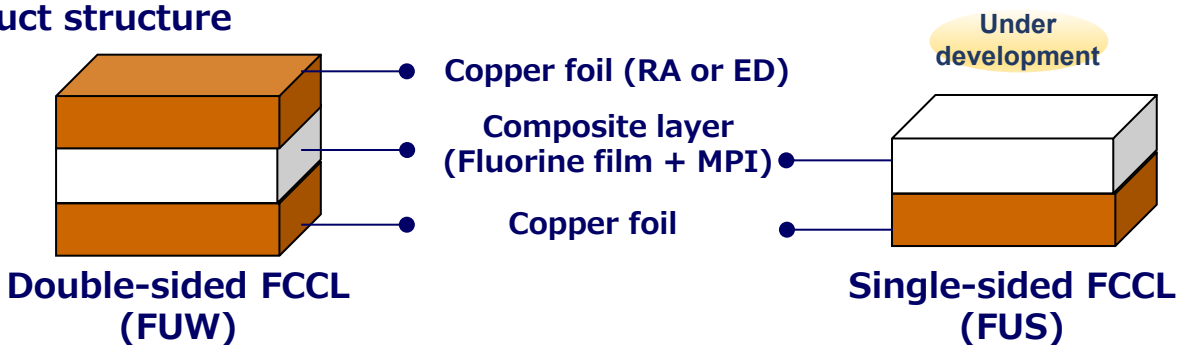 uct structure
Under
development
Copper foil (RA or ED)
Composite layer
(Fluorine film + MPI)
Copper foil
Double-sided FCCL
(FUW)
Single-sided FCCL
(FUS)